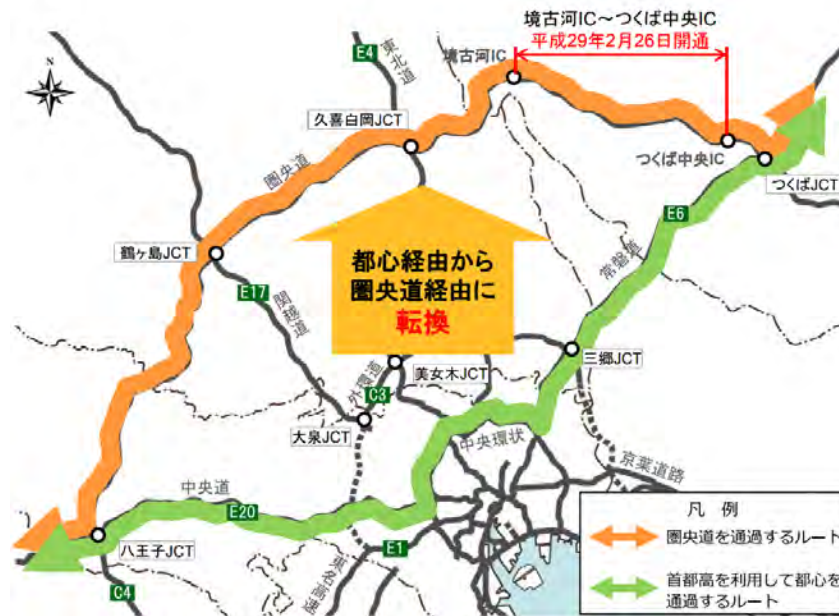 境古河IC～つくば中央IC
平成29年2月26日開通
E4
東北道
境古河IC
N
久喜白岡JCT
圏央道
つくば中央IC
つくばJCT
E6
常磐道
鶴ヶ島JCT
E17
関越道
都心経由から
圏央道経由に
転換
三郷JCT
外環道
美女木JCT
C3
大泉JCT
中央環状
京葉道路
中央道
E20
E1
東名高速
八王子JCT
C4
凡 例
圏央道を通過するルート
首都高を利用して都心を
通過するルート